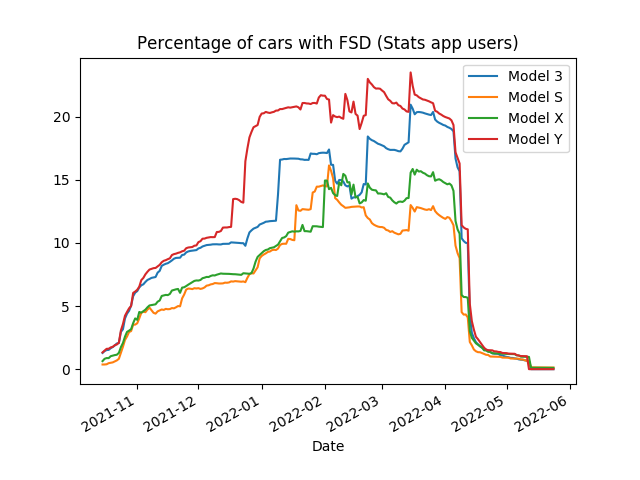 Percentage of cars with FSD (Stats app users)
Model 3
Model S
Model X
Model Y
20
15
10
5
0
2021-11
2021-12
2022-01
2022-02
2022-03
2022-04
2022-05
2022-06
Date